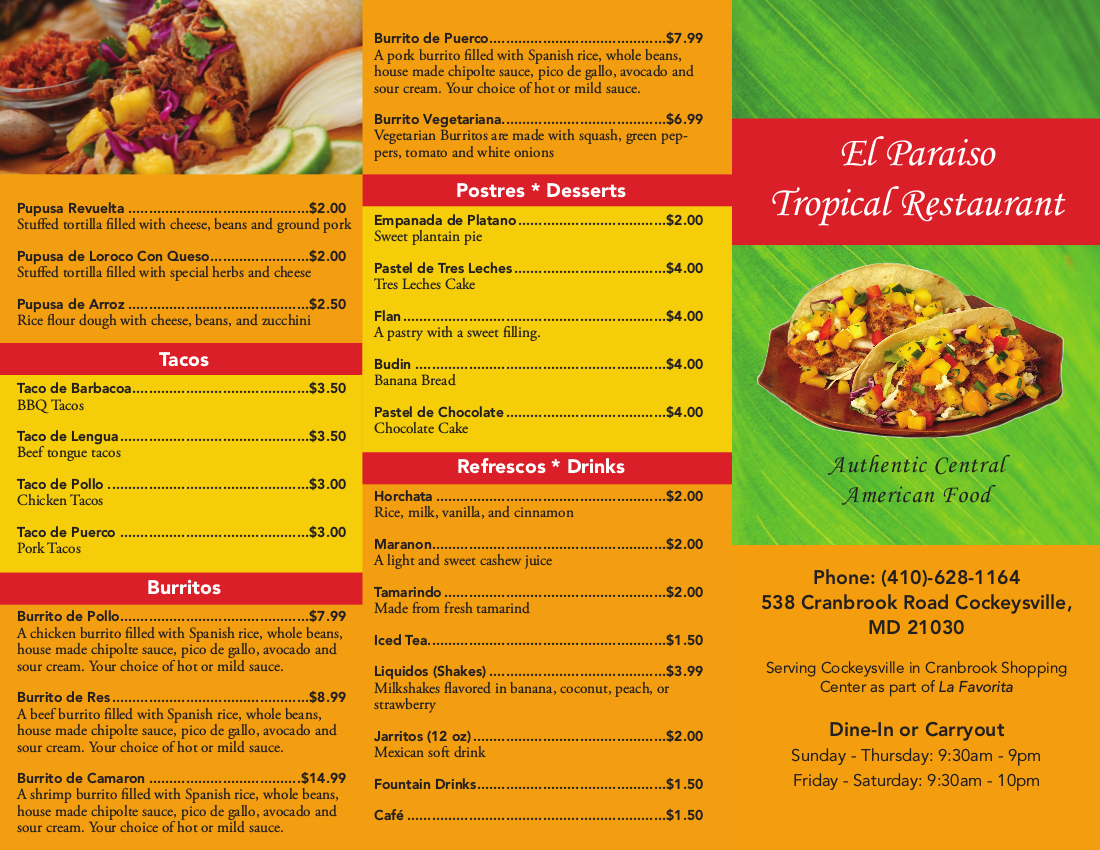 Pupusa Revuelta ......................................$2.00
Stuffed tortilla filled with cheese, beans and ground pork
Pupusa de Loroco Con Queso.....................$2.00
Stuffed tortilla filled with special herbs and cheese
Pupusa de Arroz ......................................$2.50
Rice flour dough with cheese, beans, and zucchini
Tacos
Taco de Barbacoa.....................................$3.50
BBQ Tacos
Taco de Lengua........................................$3.50
Beef tongue tacos
Taco de Pollo ..........................................$3.00
Chicken Tacos
Taco de Puerco ........................................$3.00
Pork Tacos
Burritos
Burrito de Pollo........................................$7.99
A chicken burrito filled with Spanish rice, whole beans,
house made chipolte sauce, pico de gallo, avocado and
sour cream. Your choice of hot or mild sauce.
Burrito de Res.........................................$8.99
A beef burrito filled with Spanish rice, whole beans,
house made chipolte sauce, pico de gallo, avocado and
sour cream. Your choice of hot or mild sauce.
Burrito de Camaron ................................$14.99
A shrimp burrito filled with Spanish rice, whole beans,
house made chipolte sauce, pico de gallo, avocado and
sour cream. Your choice of hot or mild sauce.
Burrito de Puerco.....................................$7.99
A pork burrito filled with Spanish rice, whole beans,
house made chipolte sauce, pico de gallo, avocado and
sour cream. Your choice of hot or mild sauce.
Burrito Vegetariana..................................$6.99
Vegetarian Burritos are made with squash, green pep-
pers, tomato and white onions
Postres * Desserts
Empanada de Platano...............................$2.00
Sweet plantain pie
Pastel de Tres Leches................................$4.00
Tres Leches Cake
Flan.......................................................$4.00
A pastry with a sweet filling.
Budin ....................................................$4.00
Banana Bread
Pastel de Chocolate..................................$4.00
Chocolate Cake
Refrescos * Drinks
Horchata ................................................$2.00
Rice, milk, vanilla, and cinnamon
Maranon.................................................$2.00
A light and sweet cashew juice
Tamarindo ..............................................$2.00
Made from fresh tamarind
Iced Tea..................................................$1.50
Liquidos (Shakes) .....................................$3.99
Milkshakes flavored in banana, coconut, peach, or
strawberry
Jarritos (12 oz).........................................$2.00
Mexican soft drink
Fountain Drinks........................................$1.50
Café ......................................................$1.50
El Paraiso
Tropical Restaurant
Authentic Central
American Food
Phone: (410)-628-1164
538 Cranbrook Road Cockeysville,
MD 21030
Serving Cockeysville in Cranbrook Shopping
Center as part of La Favorita
Dine-In or Carryout
Sunday - Thursday: 9:30am - 9pm
Friday - Saturday: 9:30am - 10pm